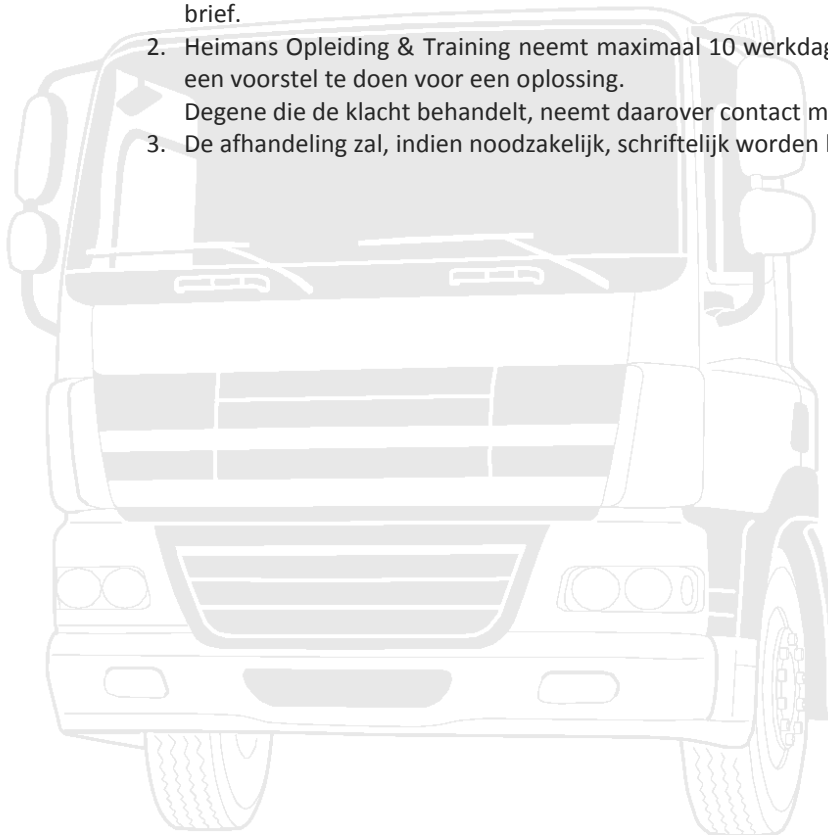 brief.
2. Heimans Opleiding & Training neemt maximaal 10 werkdag
een voorstel te doen voor een oplossing.
Degene die de klacht behandelt, neemt daarover contact m
3. De afhandeling zal, indien noodzakelijk, schriftelijk worden